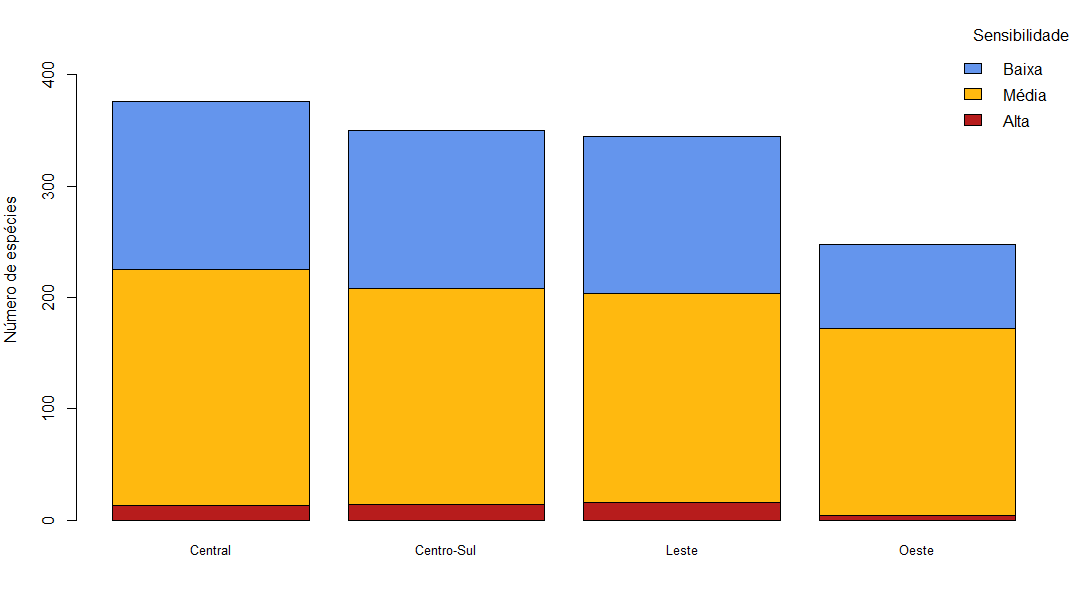 Sensibilidade
Baixa
Média
Alta
Número de espécies
400
300
200
100
0
Central
Centro-Sul
Leste
Oeste